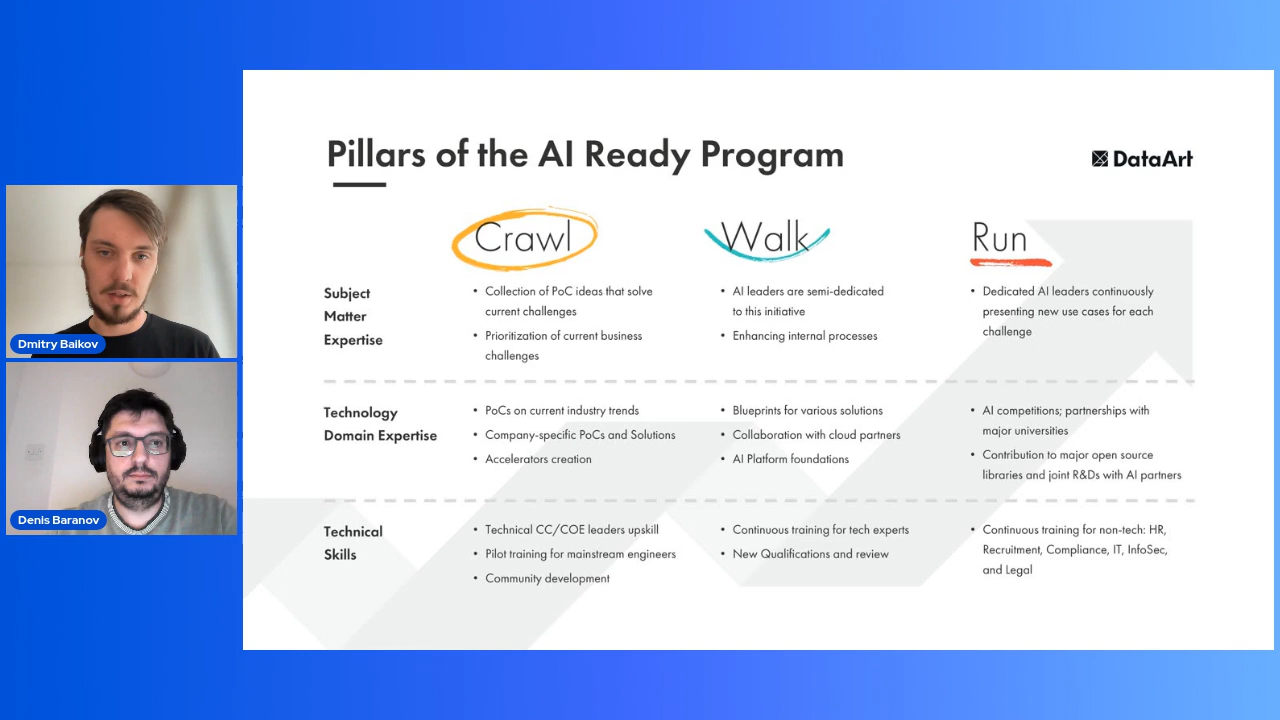 Pillars of the AI Ready Program
DataArt
Crawl
Walk
Run
Subject
Matter
Expertise
• Collection of PoC ideas that solve
current challenges
• Prioritization of current business
challenges
• AI leaders are semi-dedicated
to this initiative
• Enhancing internal processes
• Dedicated AI leaders continuously
presenting new use cases for each
challenge
Technology
Domain Expertise
• PoCs on current industry trends
• Company-specific PoCs and Solutions
• Accelerators creation
• Blueprints for various solutions
• Collaboration with cloud partners
• AI Platform foundations
• AI competitions; partnerships with
major universities
• Contribution to major open source
libraries and joint R&Ds with AI partners
Technical
Skills
• Technical CC/COE leaders upskill
• Pilot training for mainstream engineers
• Community development
• Continuous training for tech experts
• New Qualifications and review
• Continuous training for non-tech: HR,
Recruitment, Compliance, IT, InfoSec,
and Legal
Dmitry Baikov
Denis Baranov